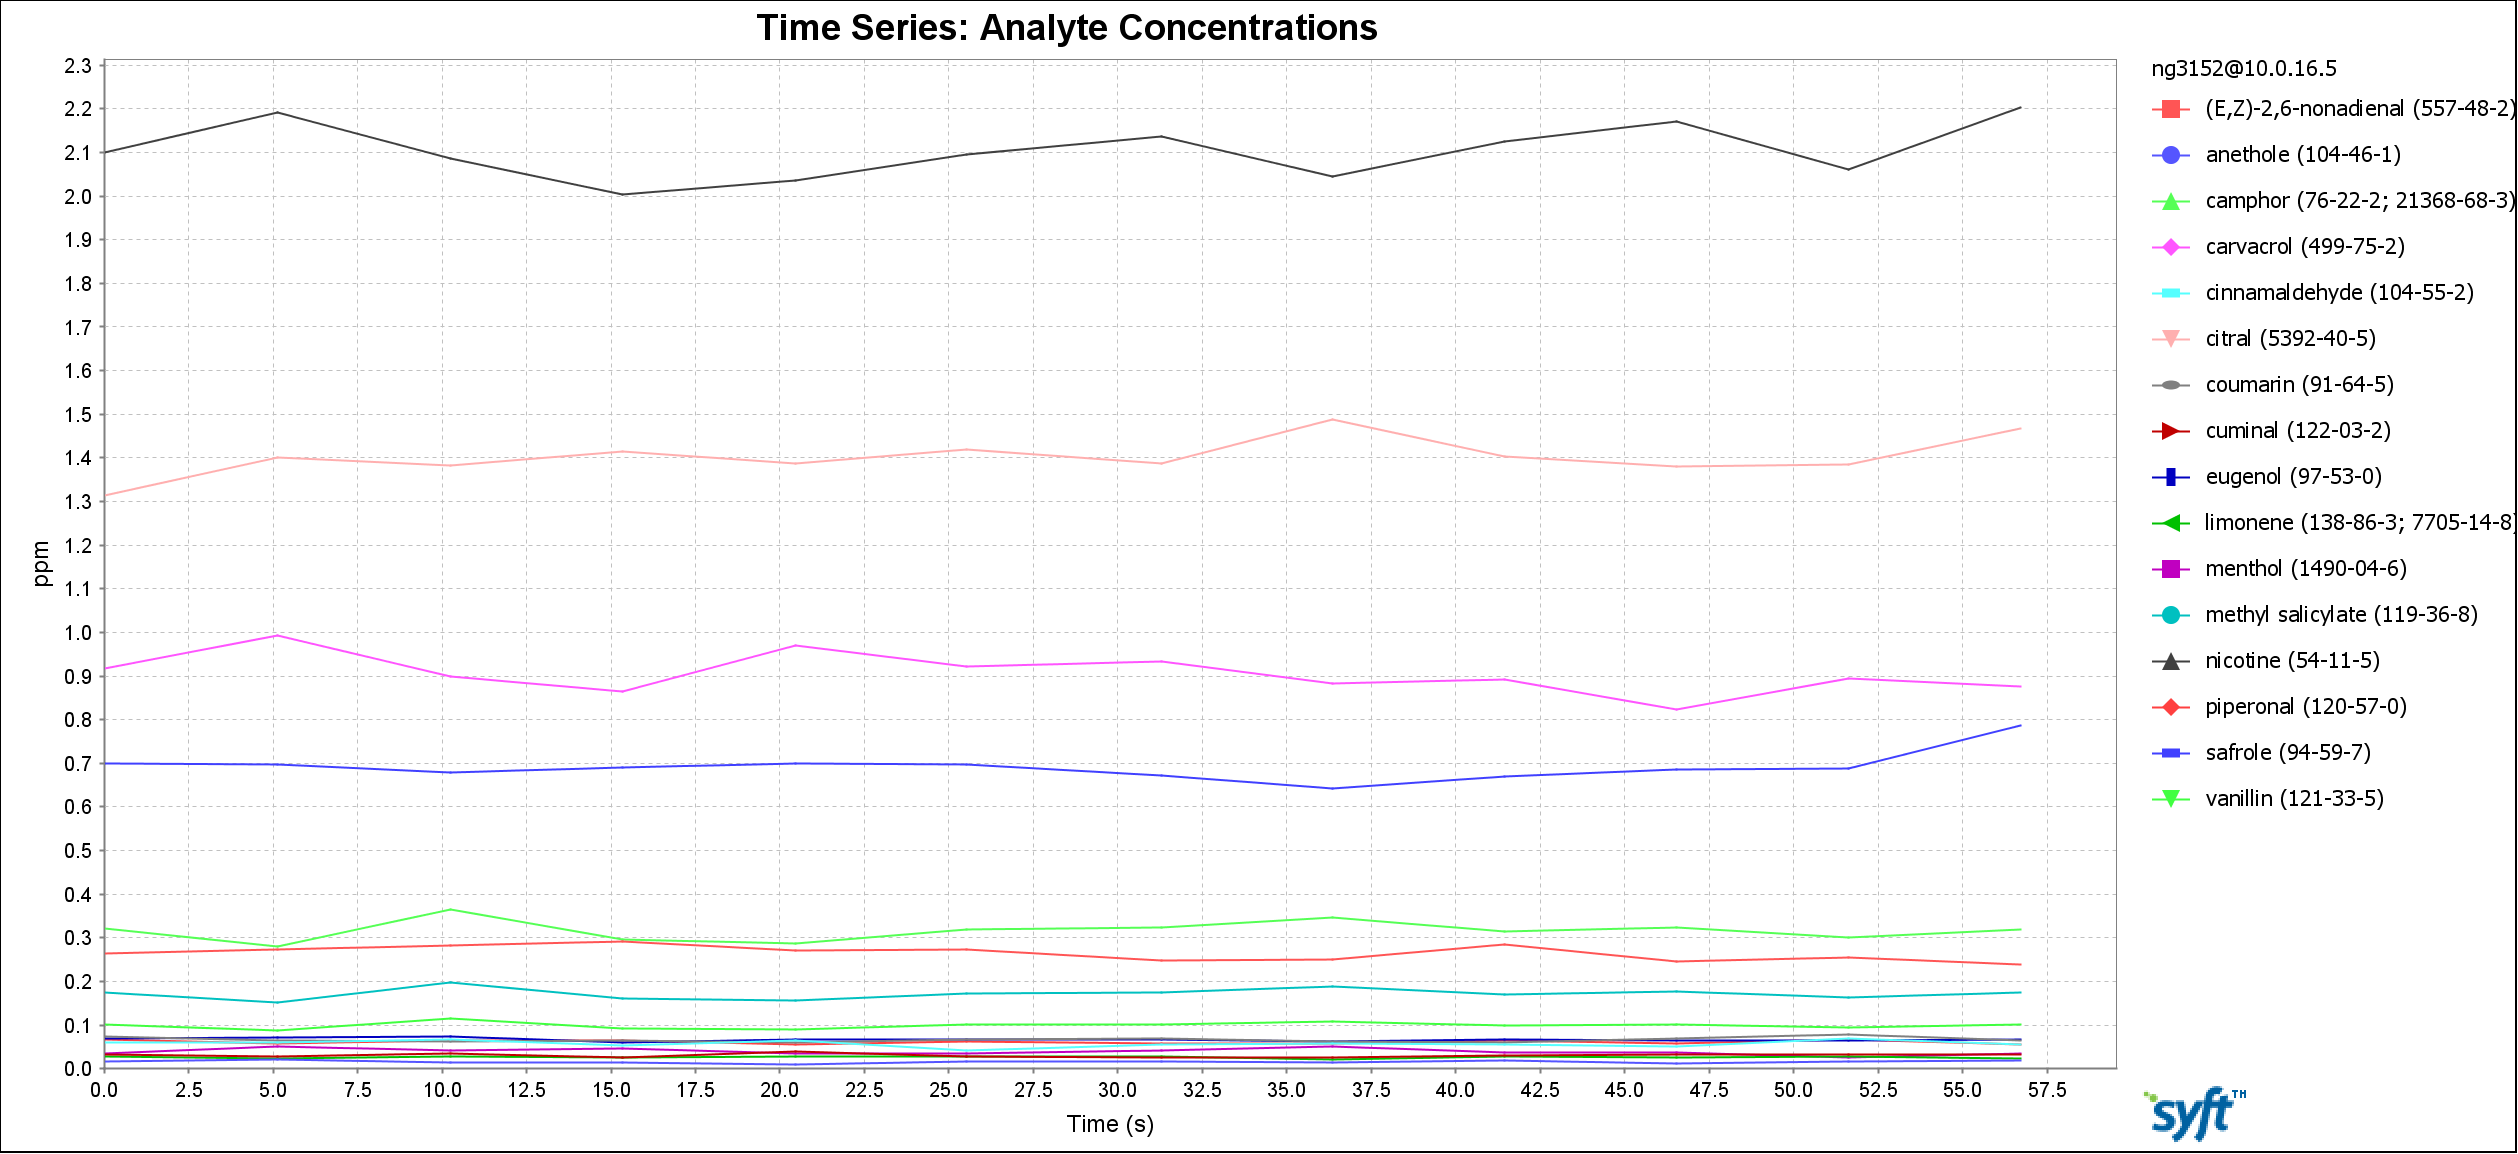 Time Series: Analyte Concentrations
2.3
2.2
2.1
2.0
1.9
1.8
1.7
1.6
1.5
1.4
1.3
1.2
1.1
1.0
0.9
0.8
0.7
0.6
0.5
0.4
0.3
0.2
0.1
0.0
ppm
0.0 2.5 5.0 7.5 10.0 12.5 15.0 17.5 20.0 22.5 25.0 27.5 30.0 32.5 35.0 37.5 40.0 42.5 45.0 47.5 50.0 52.5 55.0 57.5
Time (s)
ng3152@10.0.16.5
(E,Z)-2,6-nonadienal (557-48-2)
anethole (104-46-1)
camphor (76-22-2; 21368-68-3)
carvacrol (499-75-2)
cinnamaldehyde (104-55-2)
citral (5392-40-5)
coumarin (91-64-5)
cuminal (122-03-2)
eugenol (97-53-0)
limonene (138-86-3; 7705-14-8)
menthol (1490-04-6)
methyl salicylate (119-36-8)
nicotine (54-11-5)
piperonal (120-57-0)
safrole (94-59-7)
vanillin (121-33-5)
syft™